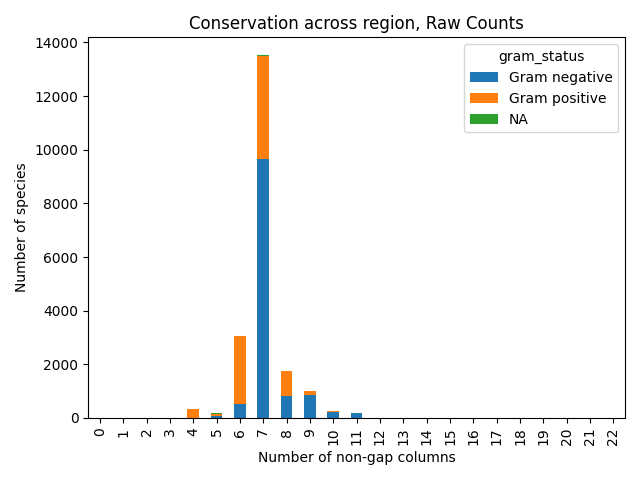 Conservation across region, Raw Counts
gram_status
Gram negative
Gram positive
NA
Number of species
14000
12000
10000
8000
6000
4000
2000
0
0 1 2 3 4 5 6 7 8 9 10 11 12 13 14 15 16 17 18 19 20 21 22
Number of non-gap columns